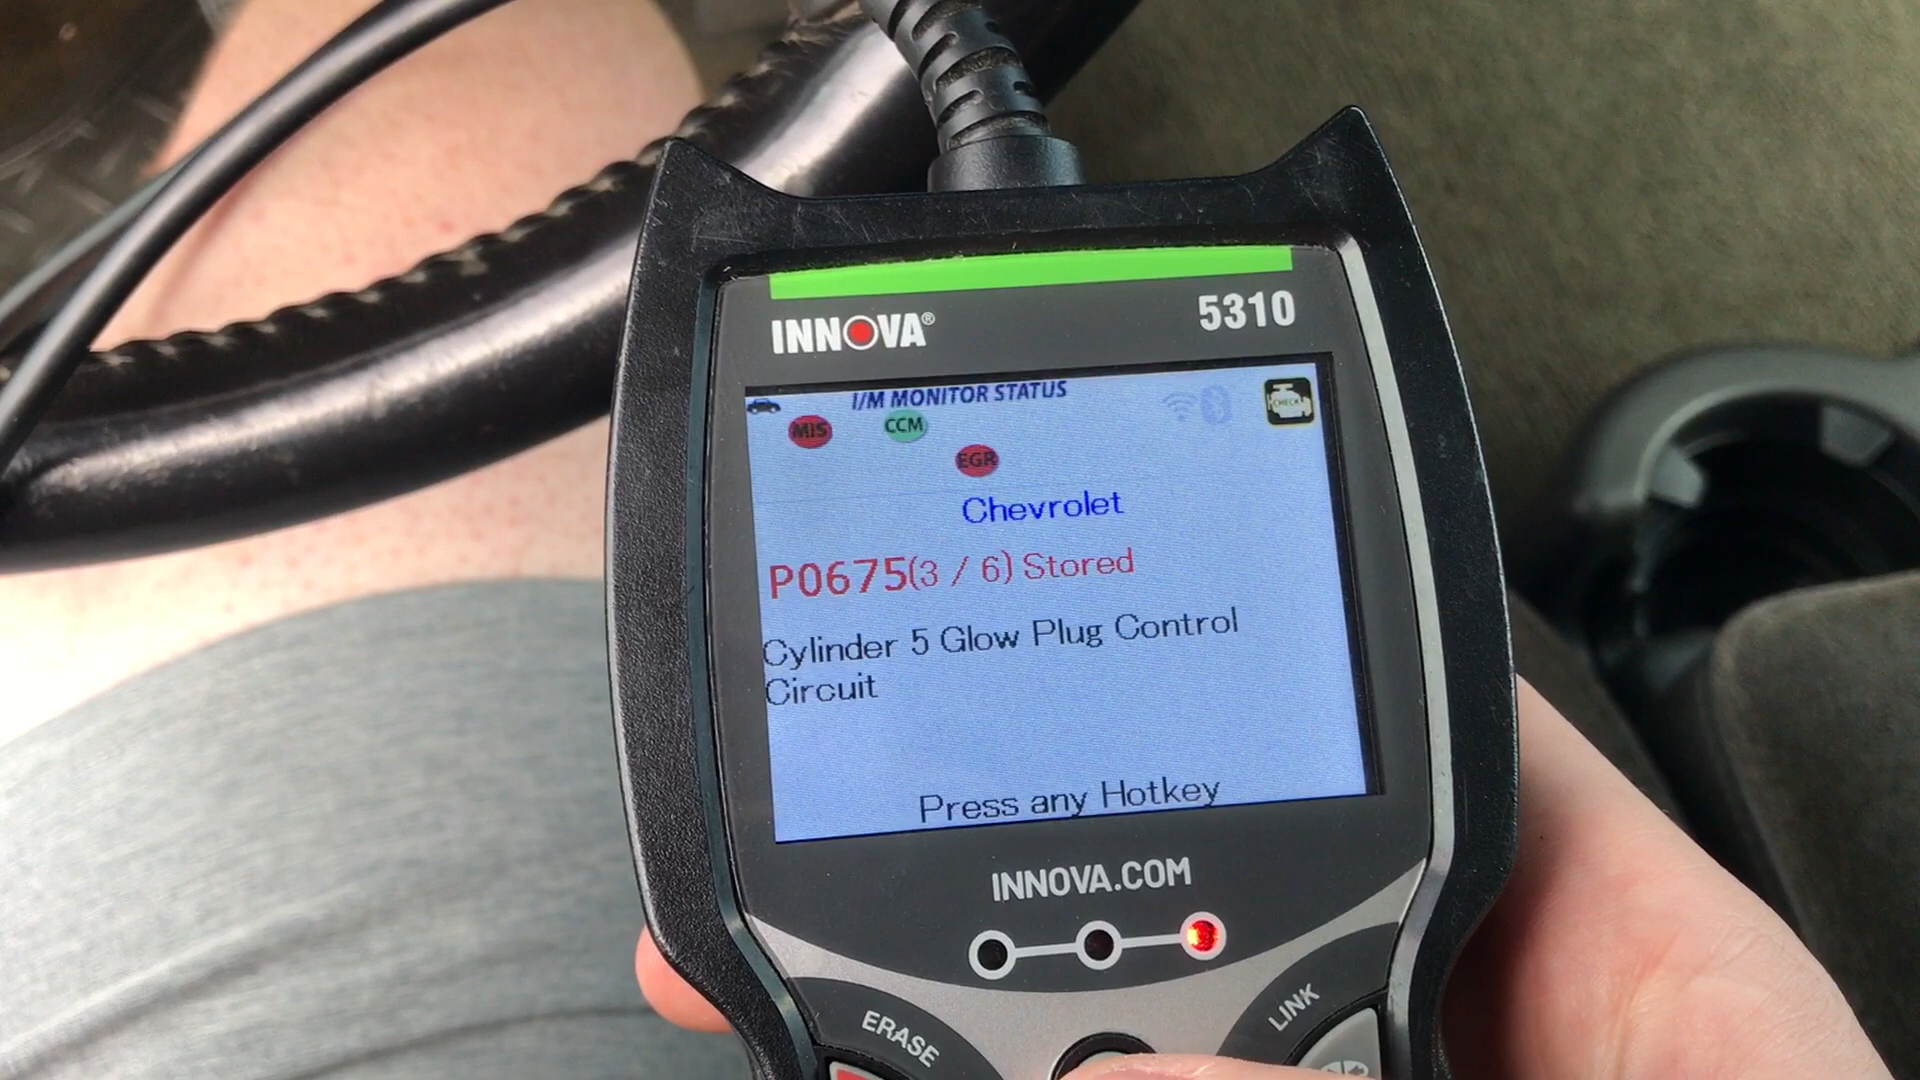 INNOVA®
5310
I/M MONITOR STATUS
CHECK
MIS
CCM
EGR
Chevrolet
P0675(3 / 6) Stored
Cylinder 5 Glow Plug Control
Circuit
Press any Hotkey
INNOVA.COM
ERASE
LINK